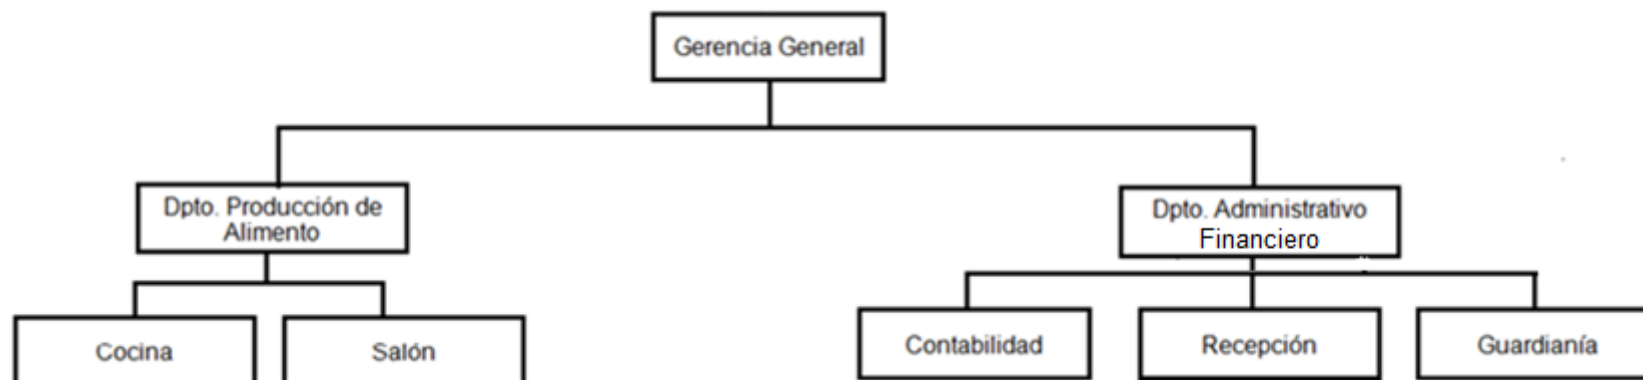 Gerencia General
Dpto. Producción de
Alimento
Dpto. Administrativo
Financiero
Cocina
Salón
Contabilidad
Recepción
Guardianía